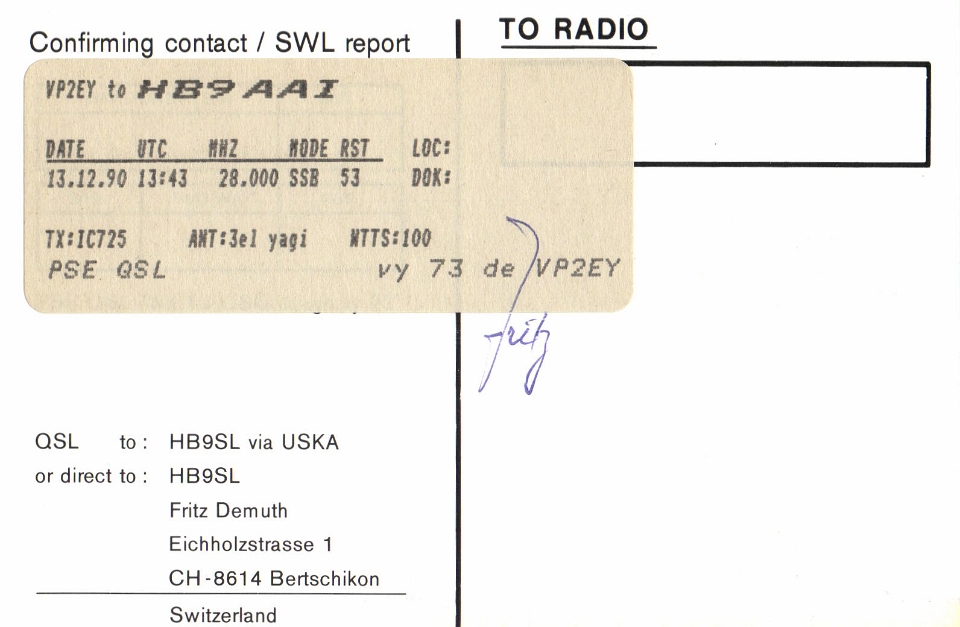 Confirming contact / SWL report
TO RADIO
VP2EY to HB9AAI
DATE UTC MHZ MODE RST LOC:
13.12.90 13:43 28.000 SSB 53 DOK:
TX:IC725 ANT:3el yagi WTTS:100
PSE QSL vy 73 de VP2EY
Fritz
QSL to : HB9SL via USKA
or direct to : HB9SL
Fritz Demuth
Eichholzstrasse 1
CH-8614 Bertschikon
Switzerland